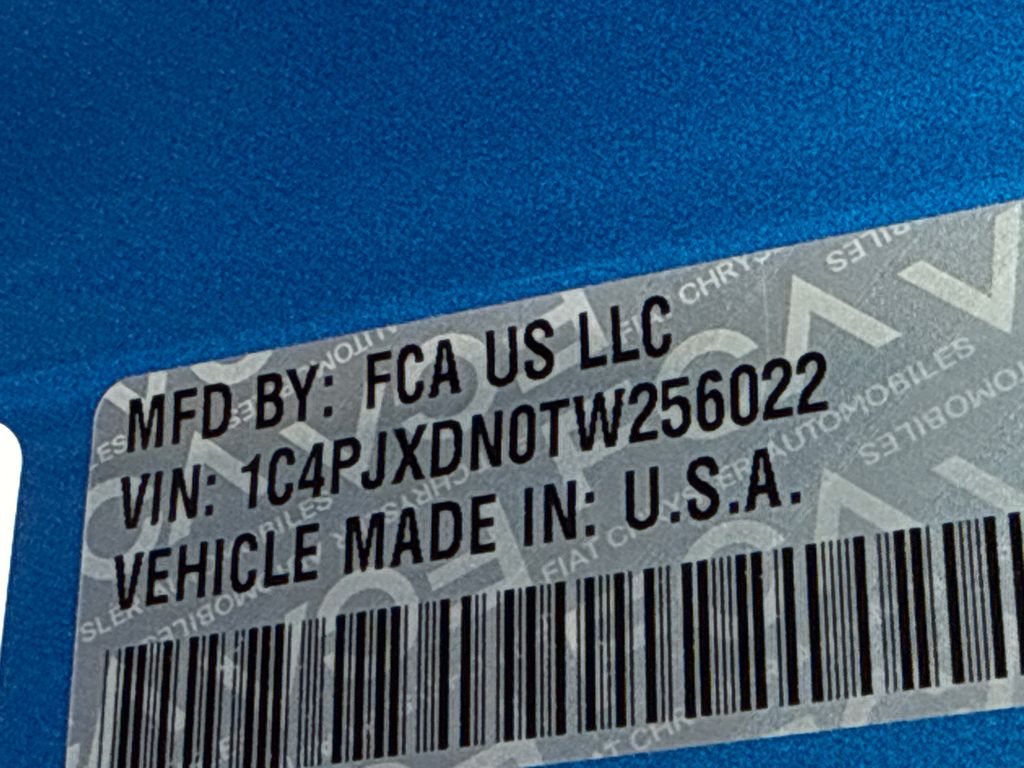 MFD BY: FCA US LLC
VIN: 1C4PJXDN0TW256022
VEHICLE MADE IN: U.S.A.